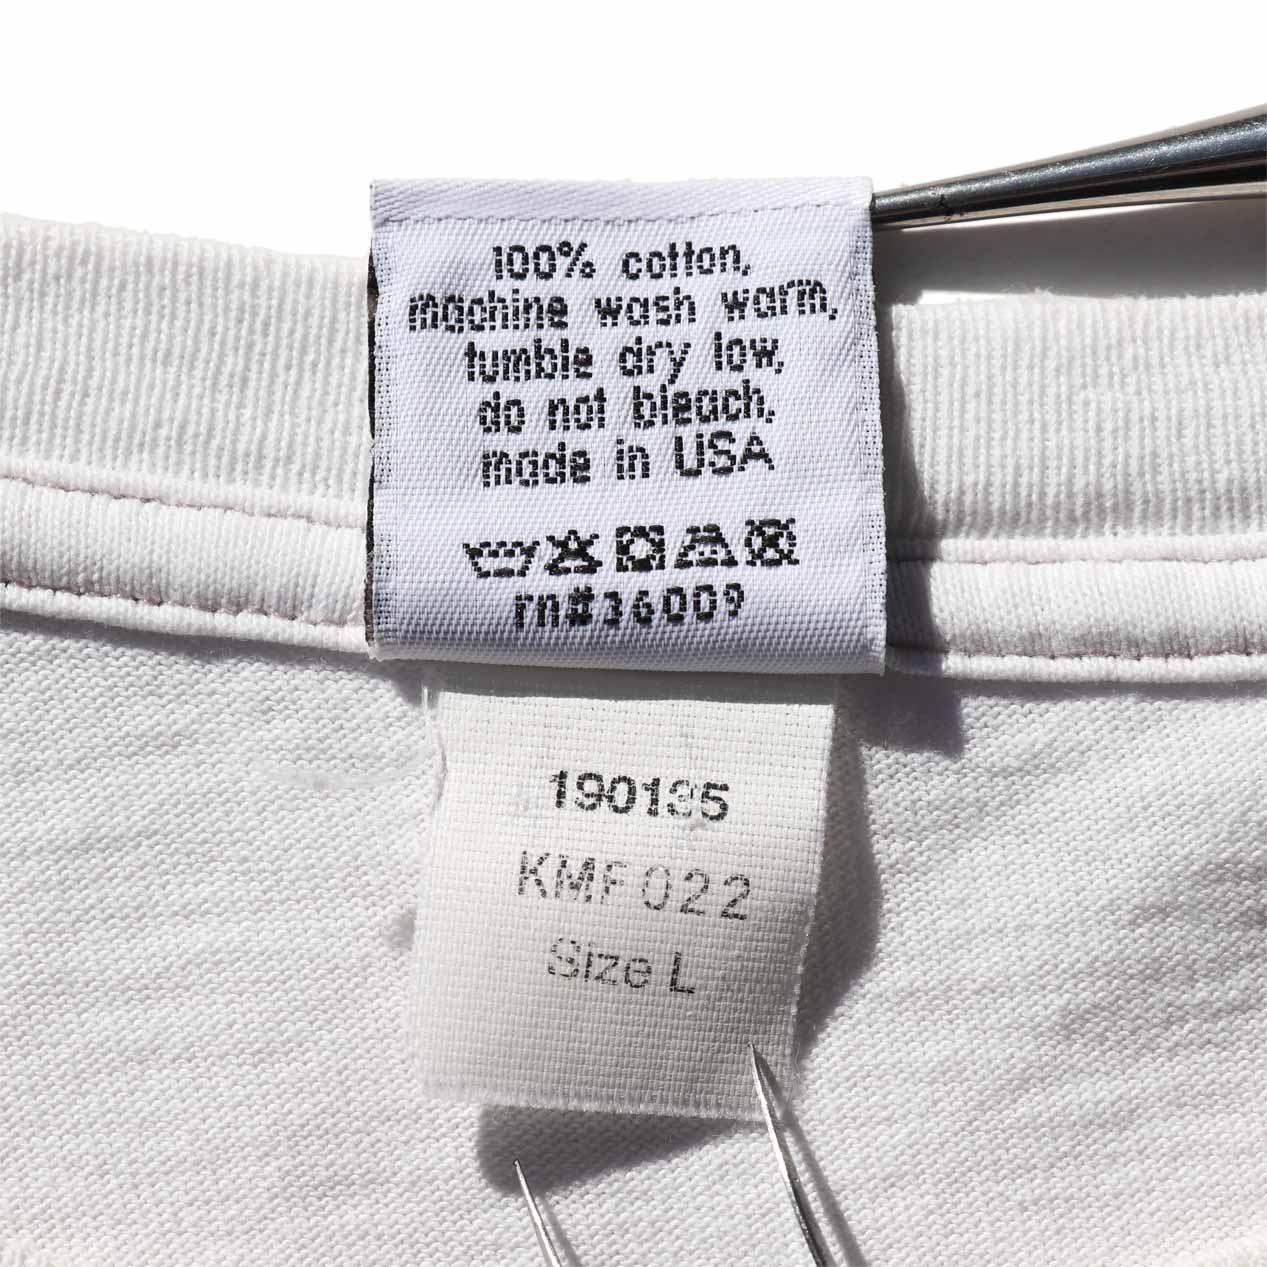 100% cotton,
machine wash warm,
tumble dry low,
do not bleach,
made in USA
rn#36009
190135
KMF022
Size L